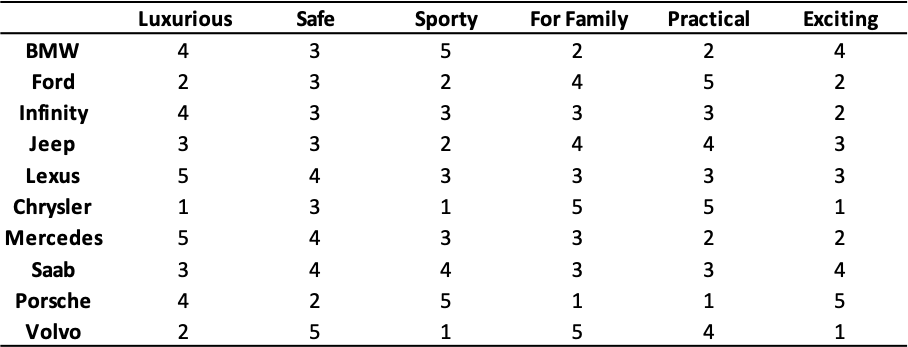 Luxurious Safe Sporty For Family Practical Exciting
BMW 4 3 5 2 2 4
Ford 2 3 2 4 5 2
Infinity 4 3 3 3 3 2
Jeep 3 3 2 4 4 3
Lexus 5 4 3 3 3 3
Chrysler 1 3 1 5 5 1
Mercedes 5 4 3 3 2 2
Saab 3 4 4 3 3 4
Porsche 4 2 5 1 1 5
Volvo 2 5 1 5 4 1